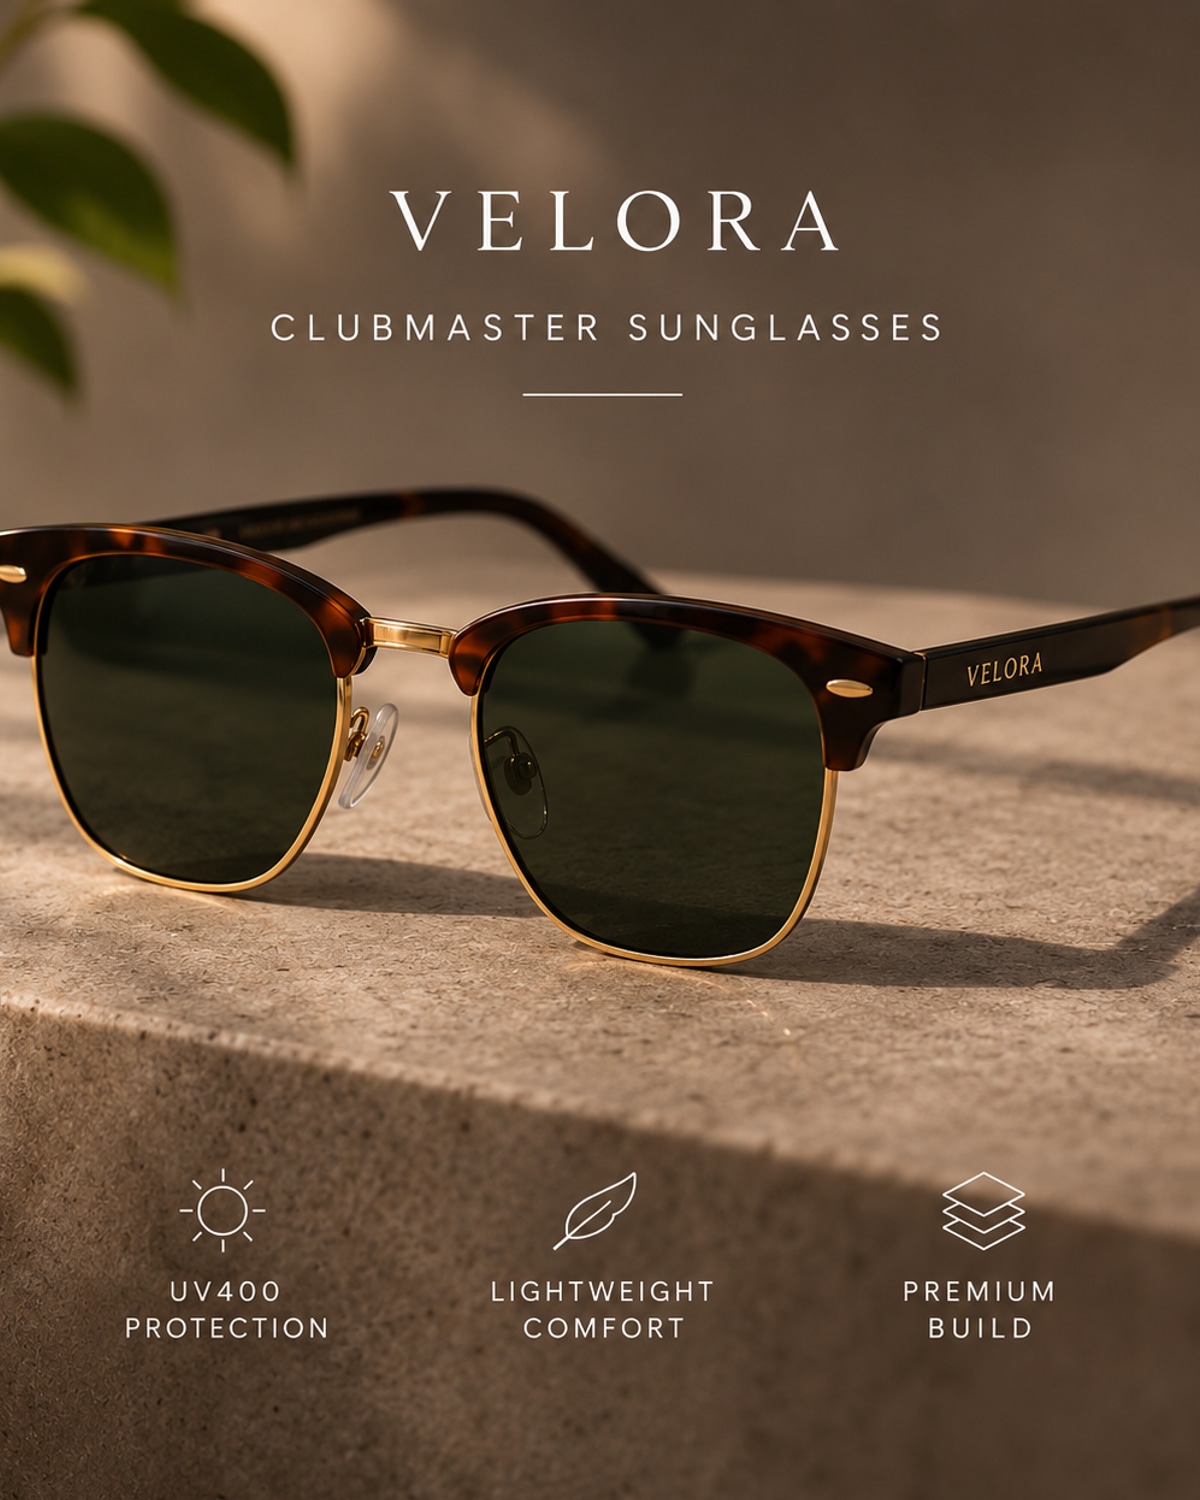 VELORA
CLUBMASTER SUNGLASSES
VELORA
UV400
PROTECTION
LIGHTWEIGHT
COMFORT
PREMIUM
BUILD